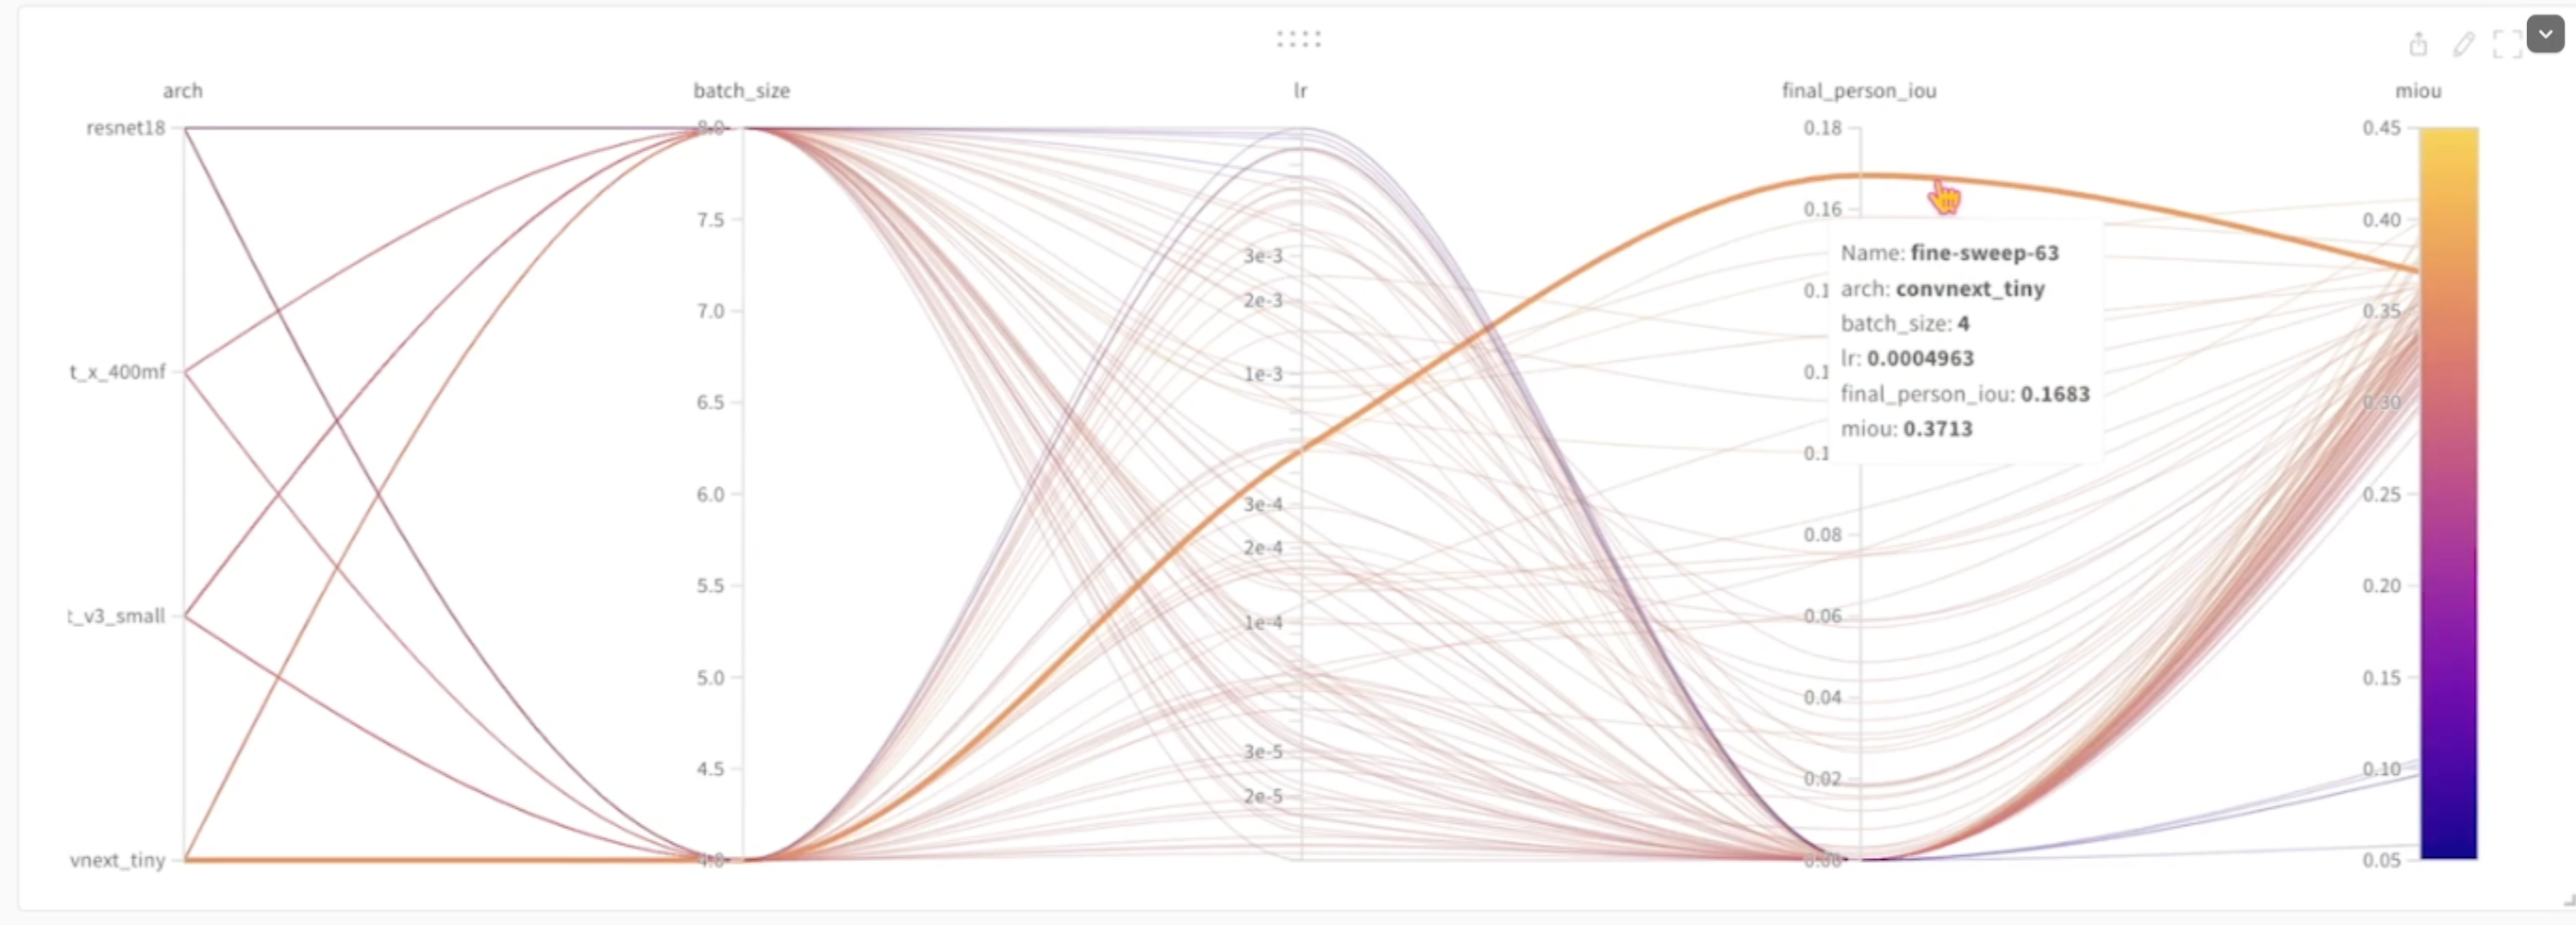 arch batch_size lr final_person_iou miou
resnet18 8.0 0.18 0.45
7.5 3e-3 0.16 0.40
Name: fine-sweep-63
arch: convnext_tiny
7.0 2e-3 0.1 0.35
batch_size: 4
lr: 0.0004963
t_x_400mf 1e-3 0.1
final_person_iou: 0.1683
6.5 0.30
miou: 0.3713
0.1
6.0 3e-4 0.25
2e-4 0.08
5.5 0.20
t_v3_small 1e-4 0.06
5.0 0.04 0.15
4.5 3e-5 0.02 0.10
2e-5
vnext_tiny 4.0 0.00 0.05